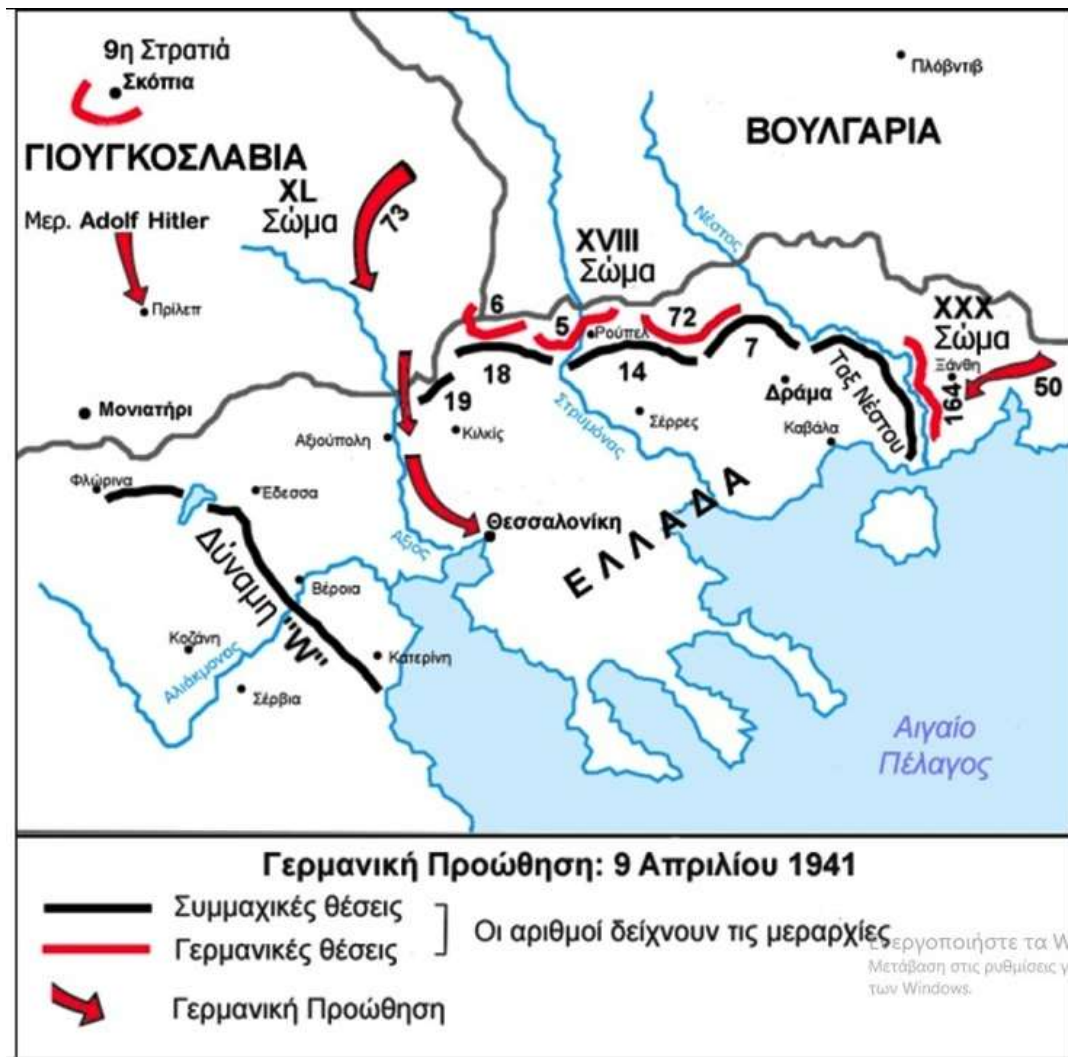 9η Στρατιά
Σκόπια
ΓΙΟΥΓΚΟΣΛΑΒΙΑ
XL
Σώμα
73
Μερ. Adolf Hitler
Πρίλεπ
Μονιατήρι
Πλόβντιβ
ΒΟΥΛΓΑΡΙΑ
Νέστος
XVIII
Σώμα
6
5
Ρούπελ
72
XXX
Σώμα
Ξάνθη
50
164
18
14
7
Ταξ Νέστου
19
Δράμα
Κιλκίς
Στρυμόνας
Σέρρες
Καβάλα
Αξιούπολη
Φλώρινα
Έδεσσα
Θεσσαλονίκη
Αξιος
ΕΛΛΑΔΑ
Δύναμη "W"
Βέροια
Κοζάνη
Κατερίνη
Αλιάκμονας
Σέρβια
Αιγαίο
Πέλαγος
Γερμανική Προώθηση: 9 Απριλίου 1941
Συμμαχικές θέσεις
Γερμανικές θέσεις
Οι αριθμοί δείχνουν τις μεραρχίες
Γερμανική Προώθηση
Ενεργοποιήστε τα W
Μετάβαση στις ρυθμίσεις γ
των Windows.